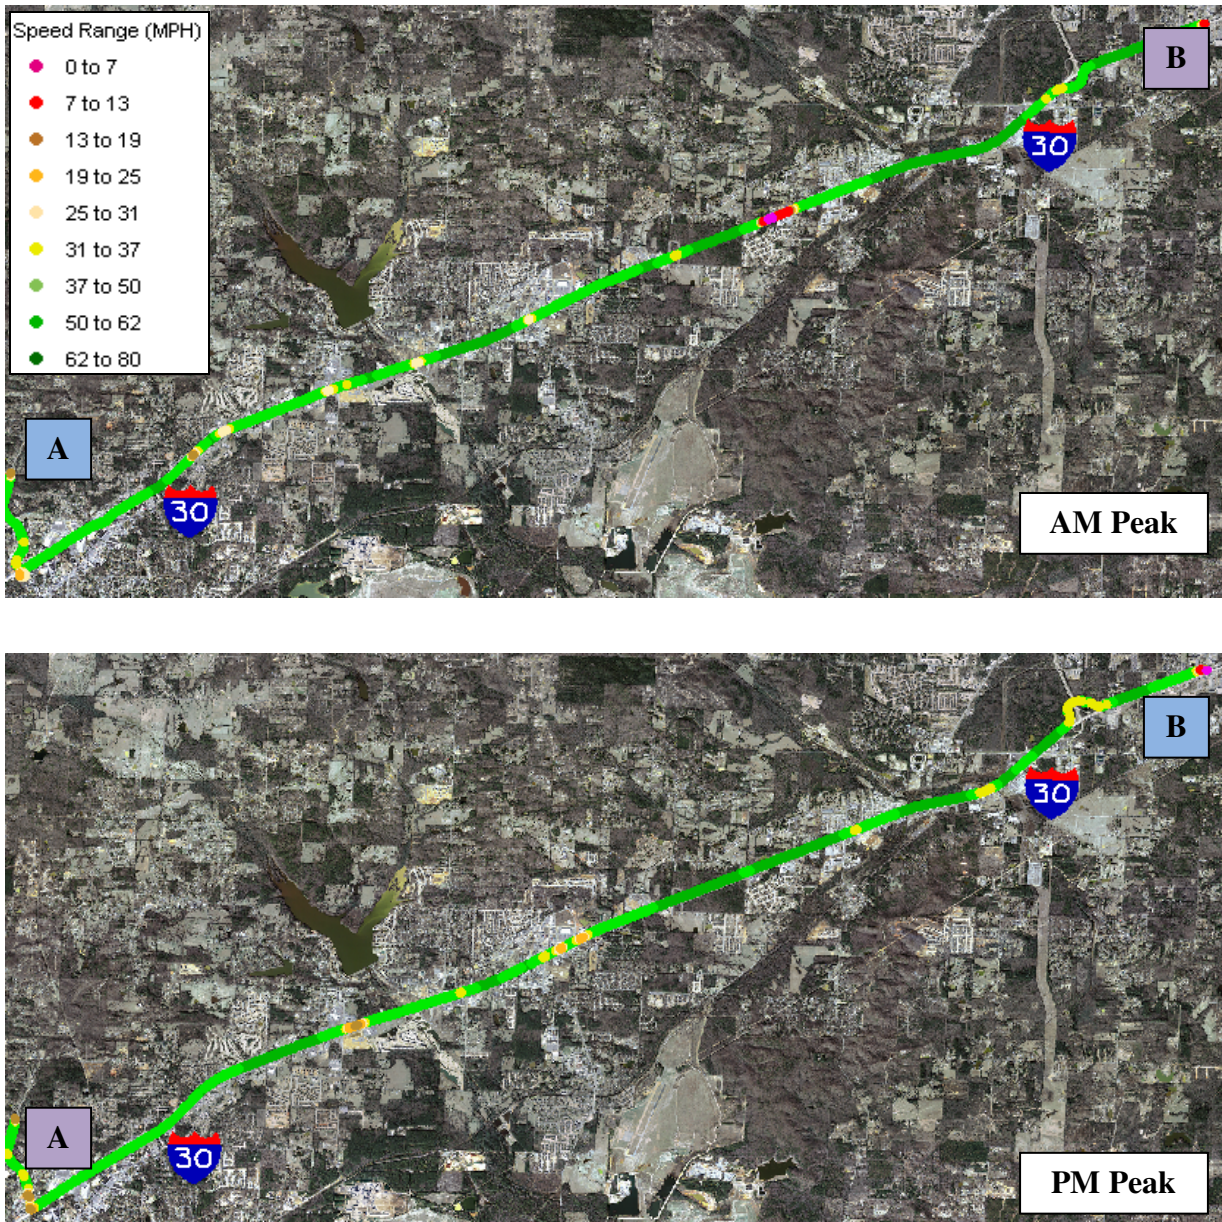 Speed Range (MPH)
0 to 7
7 to 13
13 to 19
19 to 25
25 to 31
31 to 37
37 to 50
50 to 62
62 to 80
B
30
A
30
AM Peak
B
30
A
30
PM Peak